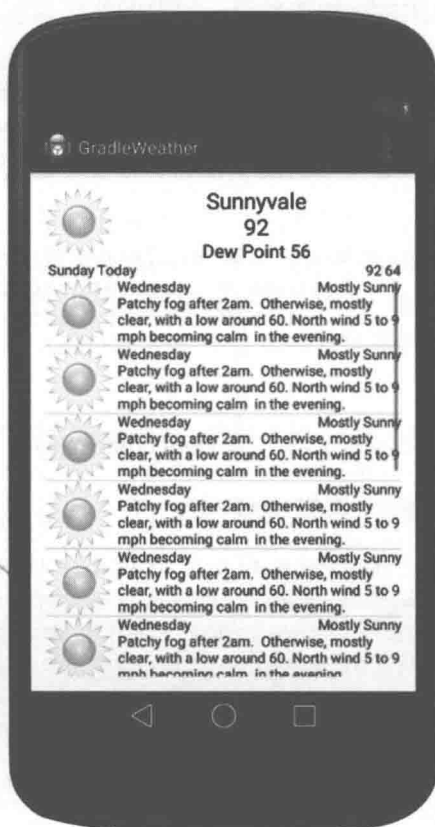 GradleWeather
Sunnyvale
92
Dew Point 56
Sunday Today 92 64
Wednesday Mostly Sunny
Patchy fog after 2am. Otherwise, mostly
clear, with a low around 60. North wind 5 to 9
mph becoming calm in the evening.
Wednesday Mostly Sunny
Patchy fog after 2am. Otherwise, mostly
clear, with a low around 60. North wind 5 to 9
mph becoming calm in the evening.
Wednesday Mostly Sunny
Patchy fog after 2am. Otherwise, mostly
clear, with a low around 60. North wind 5 to 9
mph becoming calm in the evening.
Wednesday Mostly Sunny
Patchy fog after 2am. Otherwise, mostly
clear, with a low around 60. North wind 5 to 9
mph becoming calm in the evening.
Wednesday Mostly Sunny
Patchy fog after 2am. Otherwise, mostly
clear, with a low around 60. North wind 5 to 9
mph becoming calm in the evening.
Wednesday Mostly Sunny
Patchy fog after 2am. Otherwise, mostly
clear, with a low around 60. North wind 5 to 9
mph becoming calm in the evening.